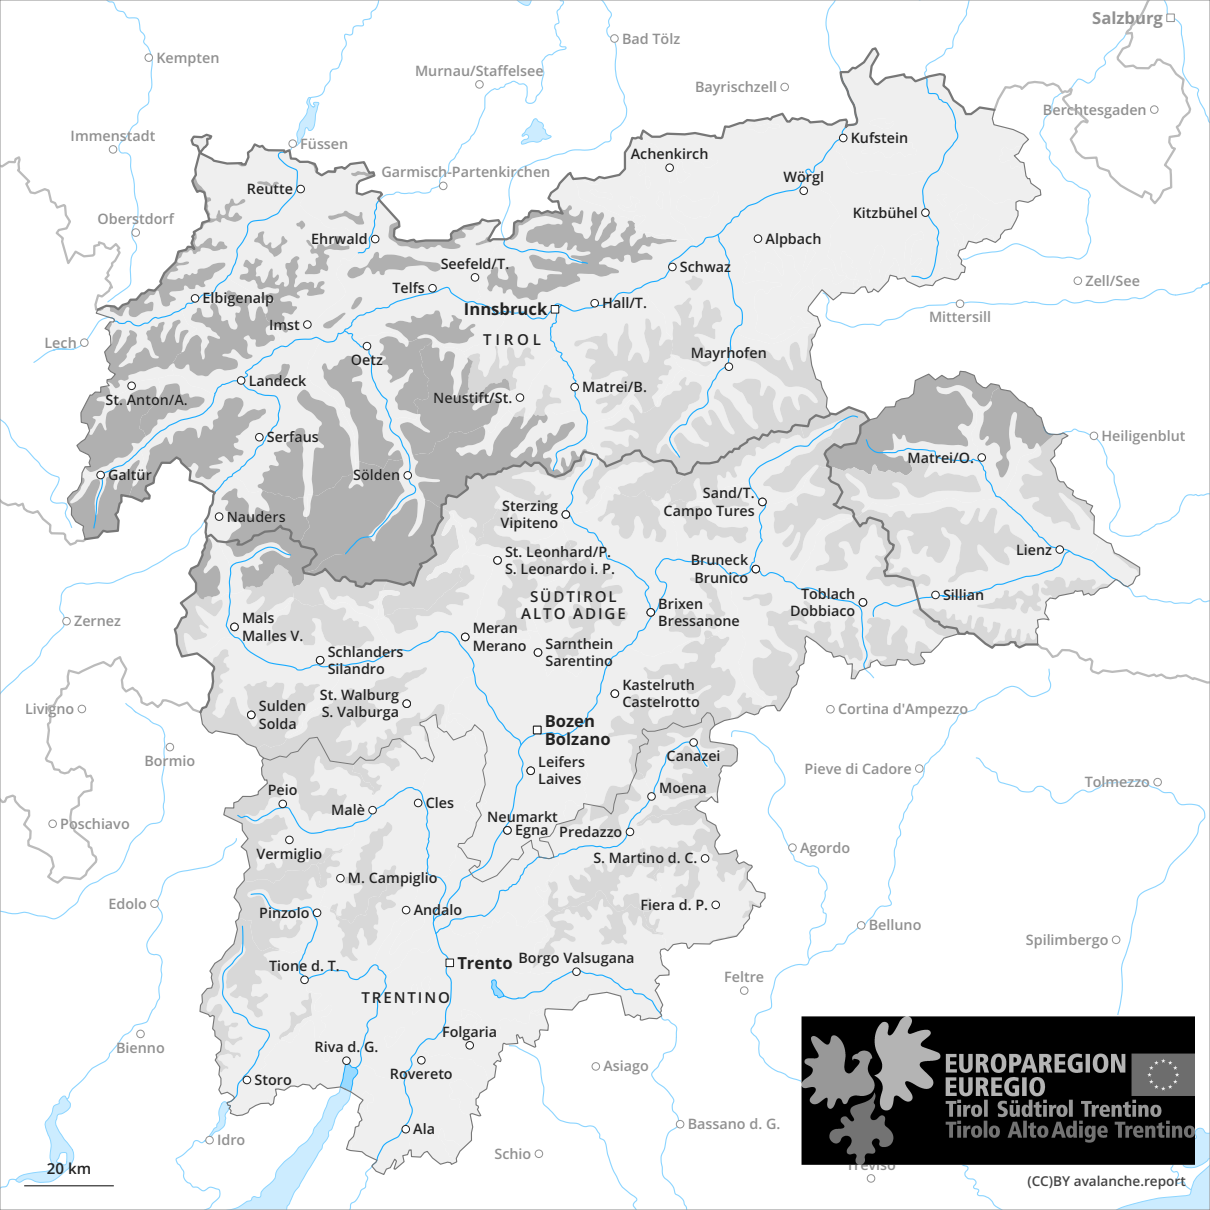 Salzburg
Bad Tölz
Kempten
Murnau/Staffelsee
Bayrischzell
Berchtesgaden
Immenstadt
Füssen
Kufstein
Achenkirch
Garmisch-Partenkirchen
Wörgl
Reutte
Oberstdorf
Kitzbühel
Ehrwald
Alpbach
Seefeld/T.
Schwaz
Zell/See
Telfs
Elbigenalp
Hall/T.
Innsbruck
Mittersill
Imst
TIROL
Lech
Mayrhofen
Oetz
Landeck
Matrei/B.
St. Anton/A.
Neustift/St.
Serfaus
Heiligenblut
Matrei/O.
Galtür
Sölden
Sand/T.
Campo Tures
Sterzing
Vipiteno
Nauders
St. Leonhard/P.
S. Leonardo i. P.
Lienz
Bruneck
Brunico
SÜDTIROL
ALTO ADIGE
Toblach
Dobbiaco
Sillian
Brixen
Bressanone
Zernez
Mals
Malles V.
Meran
Merano
Sarnthein
Sarentino
Schlanders
Silandro
Kastelruth
Castelrotto
St. Walburg
S. Valburga
Sulden
Solda
Livigno
Cortina d'Ampezzo
Bozen
Bolzano
Bormio
Canazei
Leifers
Laives
Pieve di Cadore
Tolmezzo
Peio
Moena
Malè
Cles
Neumarkt
Egna
Predazzo
Poschiavo
Vermiglio
Agordo
S. Martino d. C.
M. Campiglio
Edolo
Pinzolo
Andalo
Fiera d. P.
Belluno
Spilimbergo
Trento
Borgo Valsugana
Tione d. T.
Feltre
TRENTINO
Folgaria
Bienno
Riva d. G.
Rovereto
Asiago
Storo
EUROPAREGION
EUREGIO
Tirol Südtirol Trentino
Tirolo Alto Adige Trentino
Idro
Ala
Bassano d. G.
Schio
Treviso
20 km
(CC)BY avalanche.report